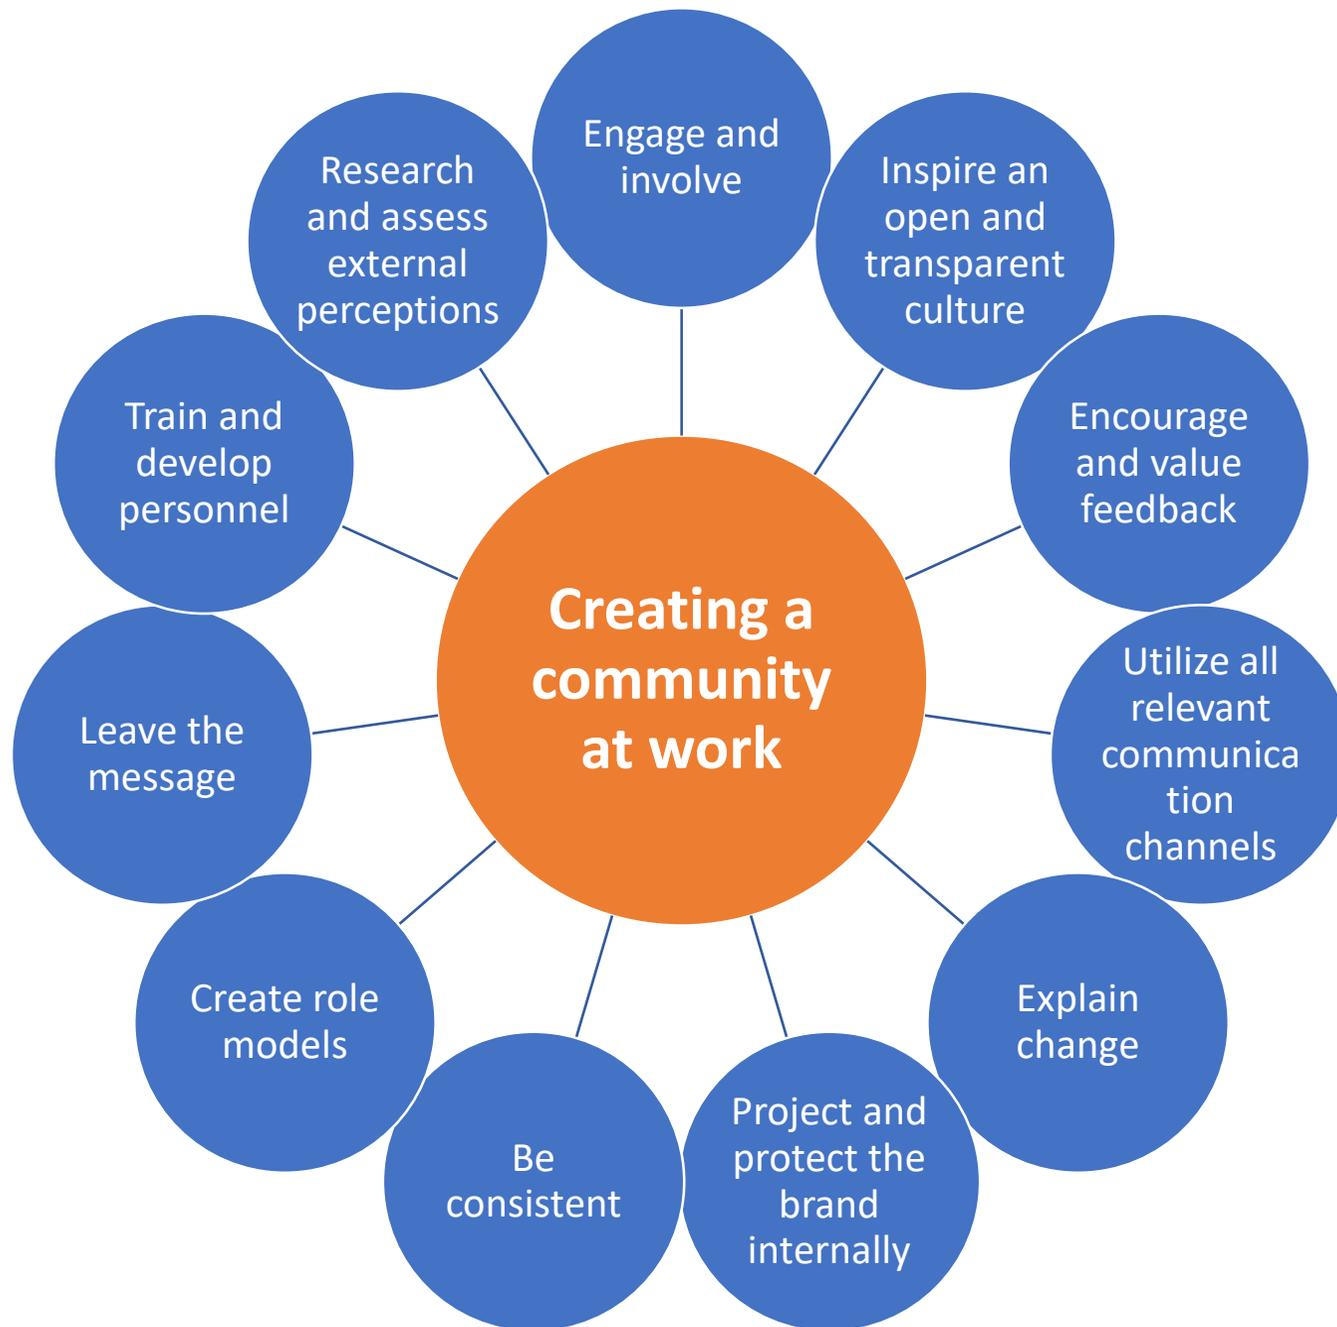 Engage and
involve
Inspire an
open and
transparent
culture
Encourage
and value
feedback
Utilize all
relevant
communica
tion
channels
Explain
change
Project and
protect the
brand
internally
Be
consistent
Create role
models
Leave the
message
Train and
develop
personnel
Research
and assess
external
perceptions
Creating a
community
at work